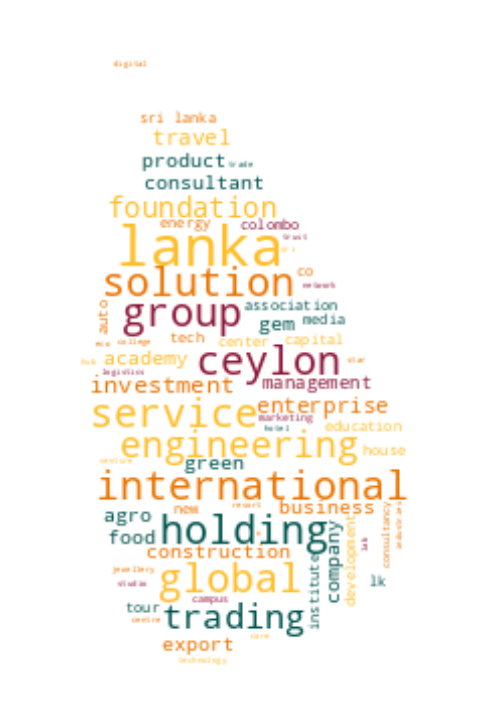 digital
sri lanka
travel
product trade
consultant
foundation
energy colombo
trust
lanka sri
solution co
network
auto group association
gem media
eco college tech center capital
hub academy ceylon star
logistics
investment management
service enterprise
marketing
hotel education
engineering house
venture green
international
resort
new business
agro holding
food
construction
consultancy
industries
development
company
institute
lab
jewellery global
studio lk
campus
tour trading
centre
care
export
technology